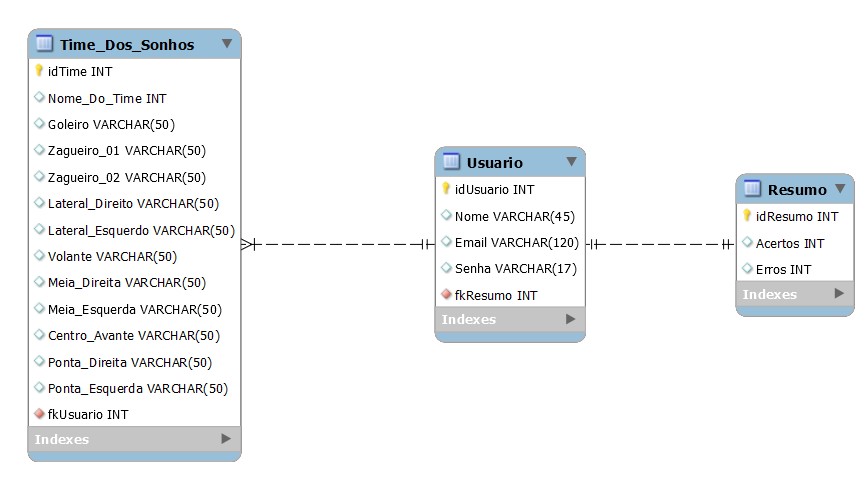 Time_Dos_Sonhos
idTime INT
Nome_Do_Time INT
Goleiro VARCHAR(50)
Zagueiro_01 VARCHAR(50)
Zagueiro_02 VARCHAR(50)
Lateral_Direito VARCHAR(50)
Lateral_Esquerdo VARCHAR(50)
Volante VARCHAR(50)
Meia_Direita VARCHAR(50)
Meia_Esquerda VARCHAR(50)
Centro_Avante VARCHAR(50)
Ponta_Direita VARCHAR(50)
Ponta_Esquerda VARCHAR(50)
fkUsuario INT
Indexes
Usuario
idUsuario INT
Nome VARCHAR(45)
Email VARCHAR(120)
Senha VARCHAR(17)
fkResumo INT
Indexes
Resumo
idResumo INT
Acertos INT
Erros INT
Indexes